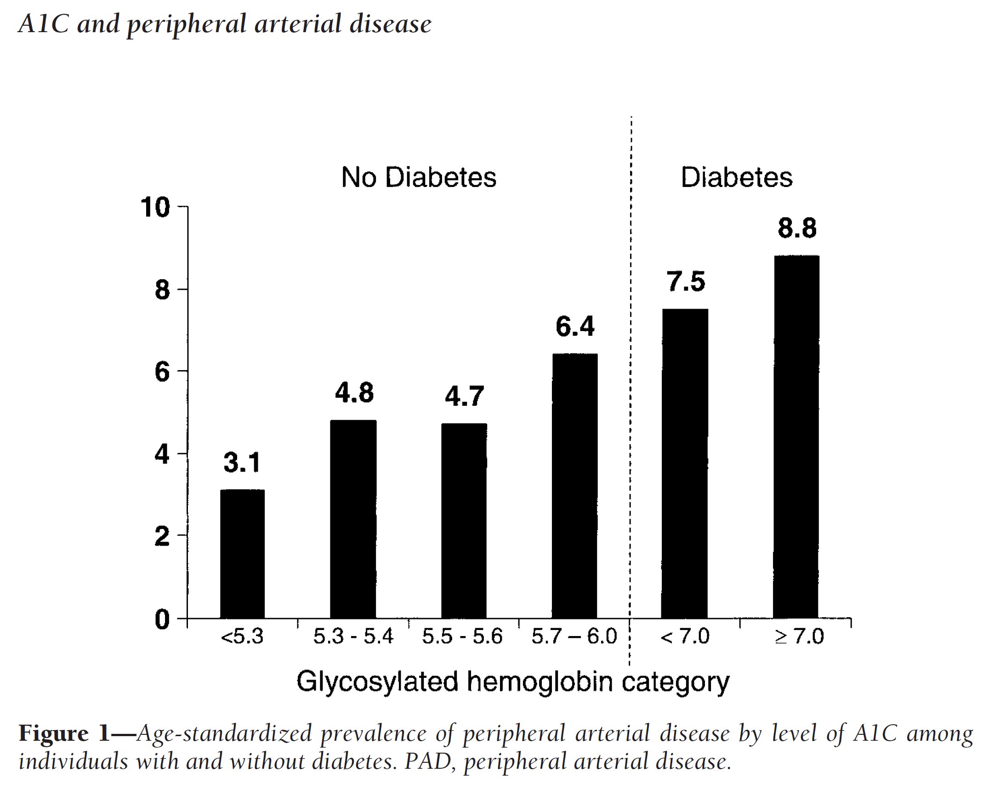 A1C and peripheral arterial disease
No Diabetes
Diabetes
10
8
6
4
2
0
3.1
4.8
4.7
6.4
7.5
8.8
<5.3
5.3 - 5.4
5.5 - 5.6
5.7 – 6.0
< 7.0
≥ 7.0
Glycosylated hemoglobin category
Figure 1—Age-standardized prevalence of peripheral arterial disease by level of A1C among
individuals with and without diabetes. PAD, peripheral arterial disease.